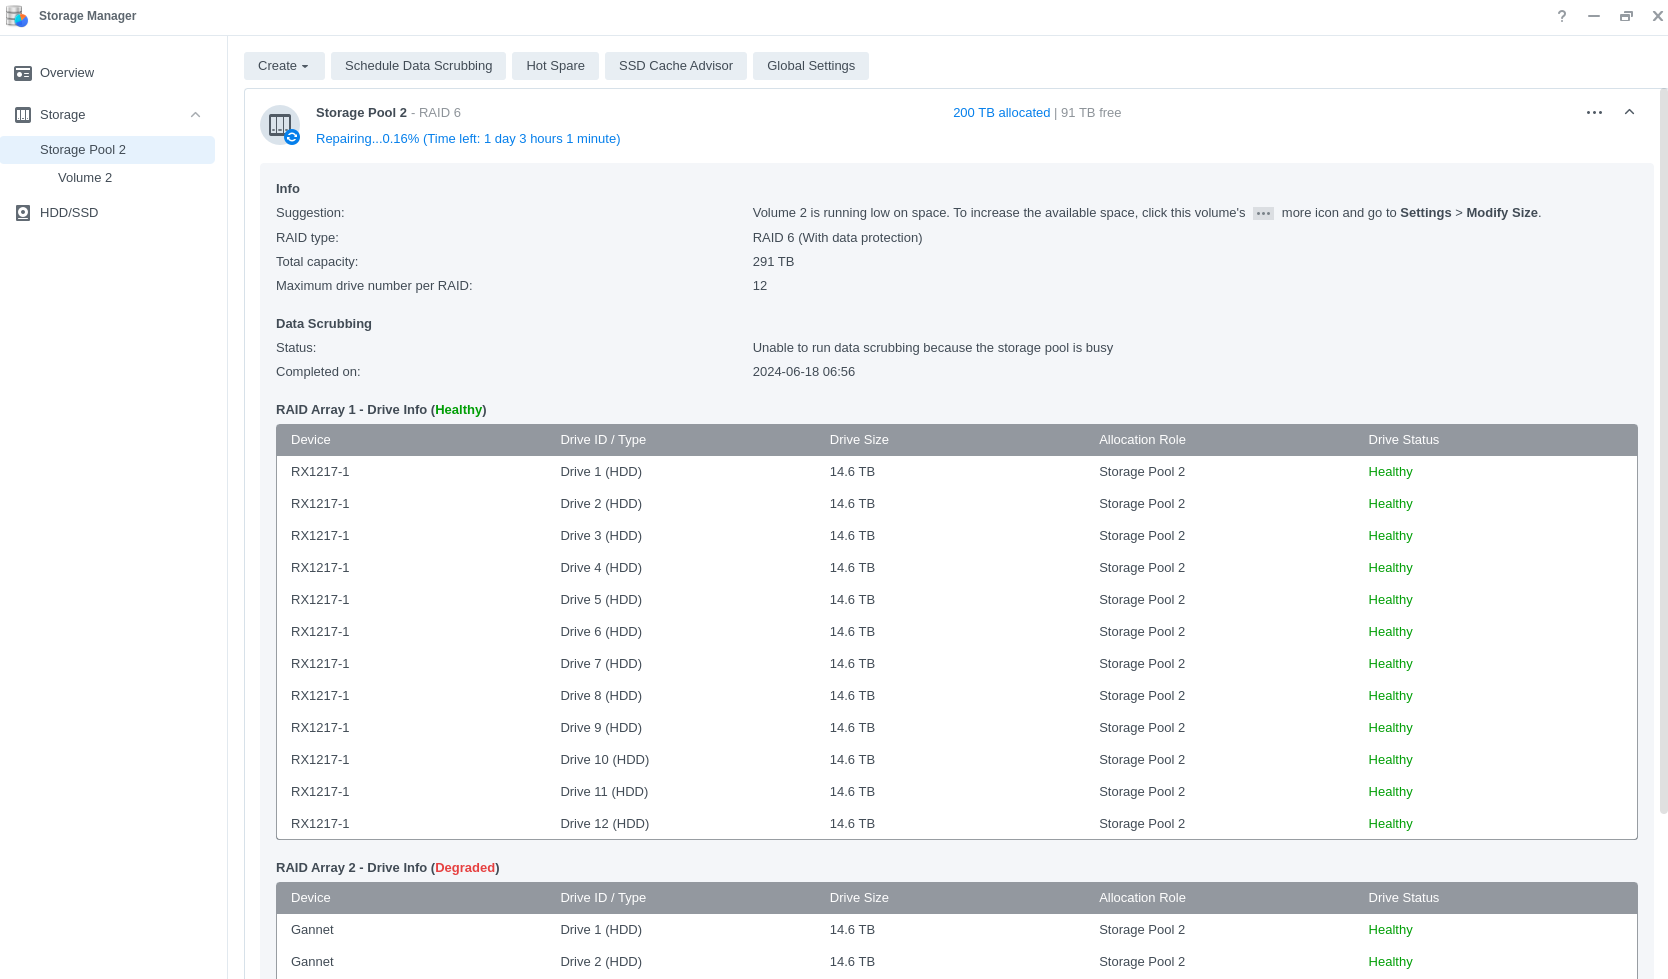 Storage Manager
Overview
Storage
Storage Pool 2
Volume 2
HDD/SSD
Create
Schedule Data Scrubbing
Hot Spare
SSD Cache Advisor
Global Settings
Storage Pool 2 - RAID 6
200 TB allocated | 91 TB free
Repairing...0.16% (Time left: 1 day 3 hours 1 minute)
Info
Suggestion: Volume 2 is running low on space. To increase the available space, click this volume's ••• more icon and go to Settings > Modify Size.
RAID type: RAID 6 (With data protection)
Total capacity: 291 TB
Maximum drive number per RAID: 12
Data Scrubbing
Status: Unable to run data scrubbing because the storage pool is busy
Completed on: 2024-06-18 06:56
RAID Array 1 - Drive Info (Healthy)
Device Drive ID / Type Drive Size Allocation Role Drive Status
RX1217-1 Drive 1 (HDD) 14.6 TB Storage Pool 2 Healthy
RX1217-1 Drive 2 (HDD) 14.6 TB Storage Pool 2 Healthy
RX1217-1 Drive 3 (HDD) 14.6 TB Storage Pool 2 Healthy
RX1217-1 Drive 4 (HDD) 14.6 TB Storage Pool 2 Healthy
RX1217-1 Drive 5 (HDD) 14.6 TB Storage Pool 2 Healthy
RX1217-1 Drive 6 (HDD) 14.6 TB Storage Pool 2 Healthy
RX1217-1 Drive 7 (HDD) 14.6 TB Storage Pool 2 Healthy
RX1217-1 Drive 8 (HDD) 14.6 TB Storage Pool 2 Healthy
RX1217-1 Drive 9 (HDD) 14.6 TB Storage Pool 2 Healthy
RX1217-1 Drive 10 (HDD) 14.6 TB Storage Pool 2 Healthy
RX1217-1 Drive 11 (HDD) 14.6 TB Storage Pool 2 Healthy
RX1217-1 Drive 12 (HDD) 14.6 TB Storage Pool 2 Healthy
RAID Array 2 - Drive Info (Degraded)
Device Drive ID / Type Drive Size Allocation Role Drive Status
Gannet Drive 1 (HDD) 14.6 TB Storage Pool 2 Healthy
Gannet Drive 2 (HDD) 14.6 TB Storage Pool 2 Healthy